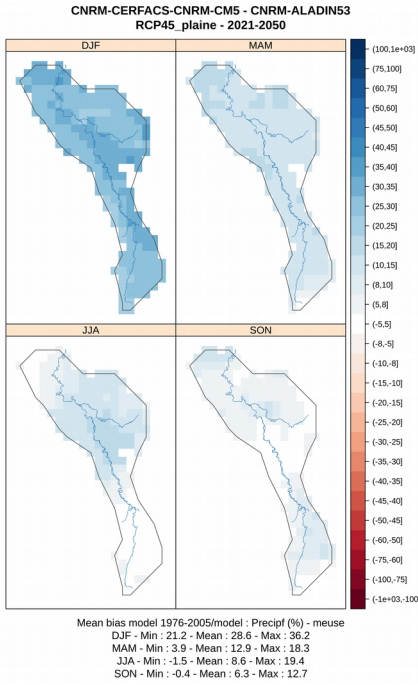 CNRM-CERFACS-CNRM-CM5 - CNRM-ALADIN53
RCP45_plaine - 2021-2050
DJF
MAM
JJA
SON
(100,1e+03]
(75,100]
(60,75]
(50,60]
(45,50]
(40,45]
(35,40]
(30,35]
(25,30]
(20,25]
(15,20]
(10,15]
(8,10]
(5,8]
(-5,5]
(-8,-5]
(-10,-8]
(-15,-10]
(-20,-15]
(-25,-20]
(-30,-25]
(-35,-30]
(-40,-35]
(-45,-40]
(-50,-45]
(-60,-50]
(-75,-60]
(-100,-75]
(-1e+03,-100
Mean bias model 1976-2005/model : Precipf (%) - meuse
DJF - Min : 21.2 - Mean : 28.6 - Max : 36.2
MAM - Min : 3.9 - Mean : 12.9 - Max : 18.3
JJA - Min : -1.5 - Mean : 8.6 - Max : 19.4
SON - Min : -0.4 - Mean : 6.3 - Max : 12.7